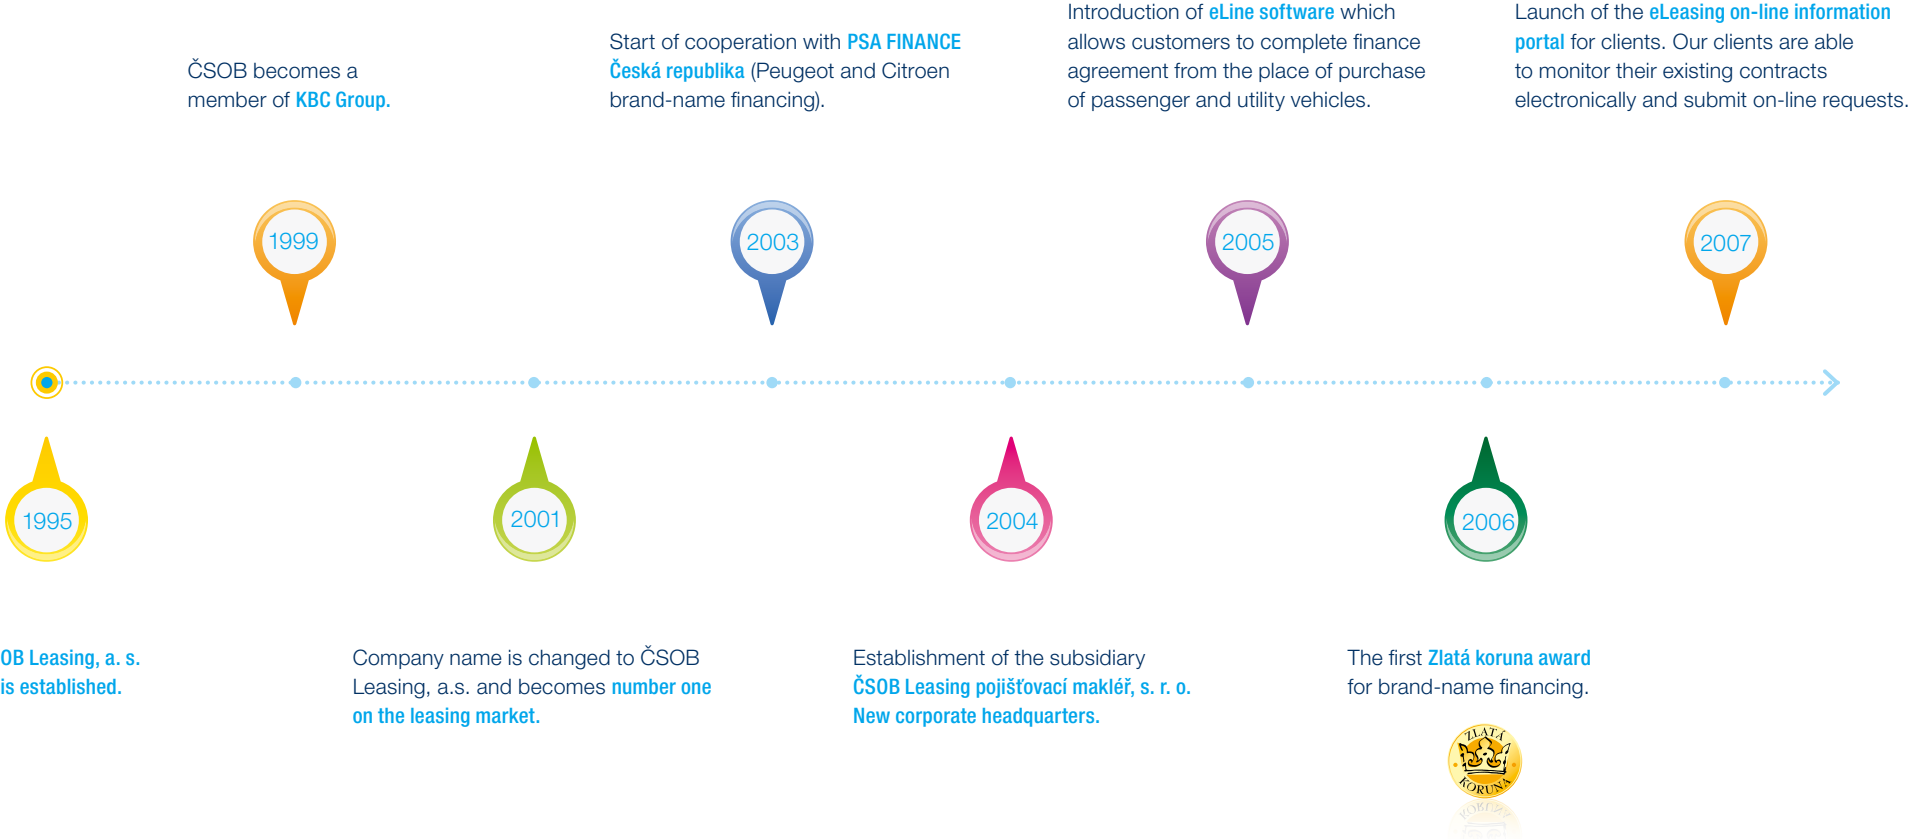 Introduction of eLine software which
allows customers to complete finance
agreement from the place of purchase
of passenger and utility vehicles.
Launch of the eLeasing on-line information
portal for clients. Our clients are able
to monitor their existing contracts
electronically and submit on-line requests.
Start of cooperation with PSA FINANCE
Česká republika (Peugeot and Citroen
brand-name financing).
ČSOB becomes a
member of KBC Group.
1999
2003
2005
2007
1995
2001
2004
2006
OB Leasing, a. s.
is established.
Company name is changed to ČSOB
Leasing, a.s. and becomes number one
on the leasing market.
Establishment of the subsidiary
ČSOB Leasing pojišťovací makléř, s. r. o.
New corporate headquarters.
The first Zlatá koruna award
for brand-name financing.
ZLATÁ
KORUNA